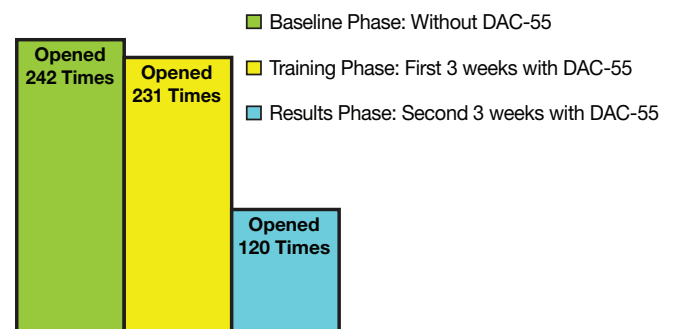 Baseline Phase: Without DAC-55
Opened
242 Times
Opened
231 Times
Training Phase: First 3 weeks with DAC-55
Results Phase: Second 3 weeks with DAC-55
Opened
120 Times